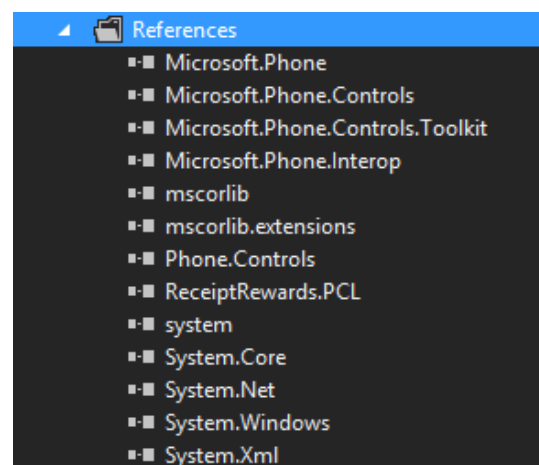 References
Microsoft.Phone
Microsoft.Phone.Controls
Microsoft.Phone.Controls.Toolkit
Microsoft.Phone.Interop
mscorlib
mscorlib.extensions
Phone.Controls
ReceiptRewards.PCL
system
System.Core
System.Net
System.Windows
System.Xml